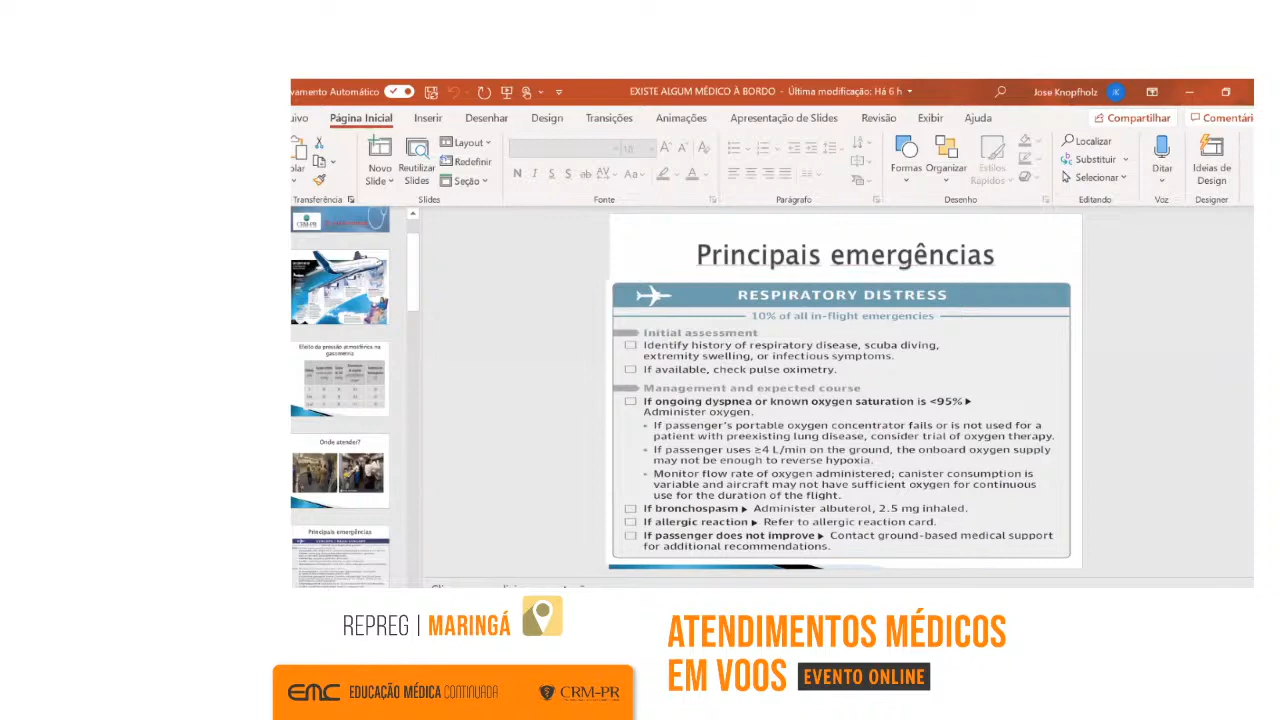 vamento Automático
EXISTE ALGUM MÉDICO À BORDO - Última modificação: Há 6 h
Jose Knopfholz
JK
uivo
Página Inicial
Inserir
Desenhar
Design
Transições
Animações
Apresentação de Slides
Revisão
Exibir
Ajuda
Compartilhar
Comentári
olar
Novo
Slide
Reutilizar
Slides
Layout
Redefinir
Seção
18
N I S S ab AV Aa A
Formas
Organizar
Estilos
Rápidos
Localizar
Substituir
Selecionar
Ditar
Ideias de
Design
Transferência
Slides
Fonte
Parágrafo
Desenho
Editando
Voz
Designer
CRM-PR
Efeito da pressão atmosférica na
gasometria
Onde atender?
Principais emergências
Principais emergências
RESPIRATORY DISTRESS
10% of all in-flight emergencies
Initial assessment
Identify history of respiratory disease, scuba diving,
extremity swelling, or infectious symptoms.
If available, check pulse oximetry.
Management and expected course
If ongoing dyspnea or known oxygen saturation is <95%
Administer oxygen.
If passenger's portable oxygen concentrator fails or is not used for a
patient with preexisting lung disease, consider trial of oxygen therapy.
If passenger uses ≥4 L/min on the ground, the onboard oxygen supply
may not be enough to reverse hypoxia.
Monitor flow rate of oxygen administered; canister consumption is
variable and aircraft may not have sufficient oxygen for continuous
use for the duration of the flight.
If bronchospasm Administer albuterol, 2.5 mg inhaled.
If allergic reaction Refer to allergic reaction card.
If passenger does not improve Contact ground-based medical support
for additional recommendations.
REPREG | MARINGÁ
ATENDIMENTOS MÉDICOS
EM VOOS EVENTO ONLINE
EMC EDUCAÇÃO MÉDICA CONTINUADA
CRM-PR